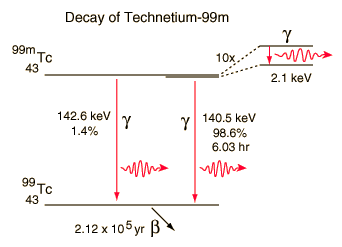 Decay of Technetium-99m
γ
99m
43 Tc
10x
2.1 keV
142.6 keV
1.4%
γ
γ
140.5 keV
98.6%
6.03 hr
99
43 Tc
2.12 x 10⁵ yr β